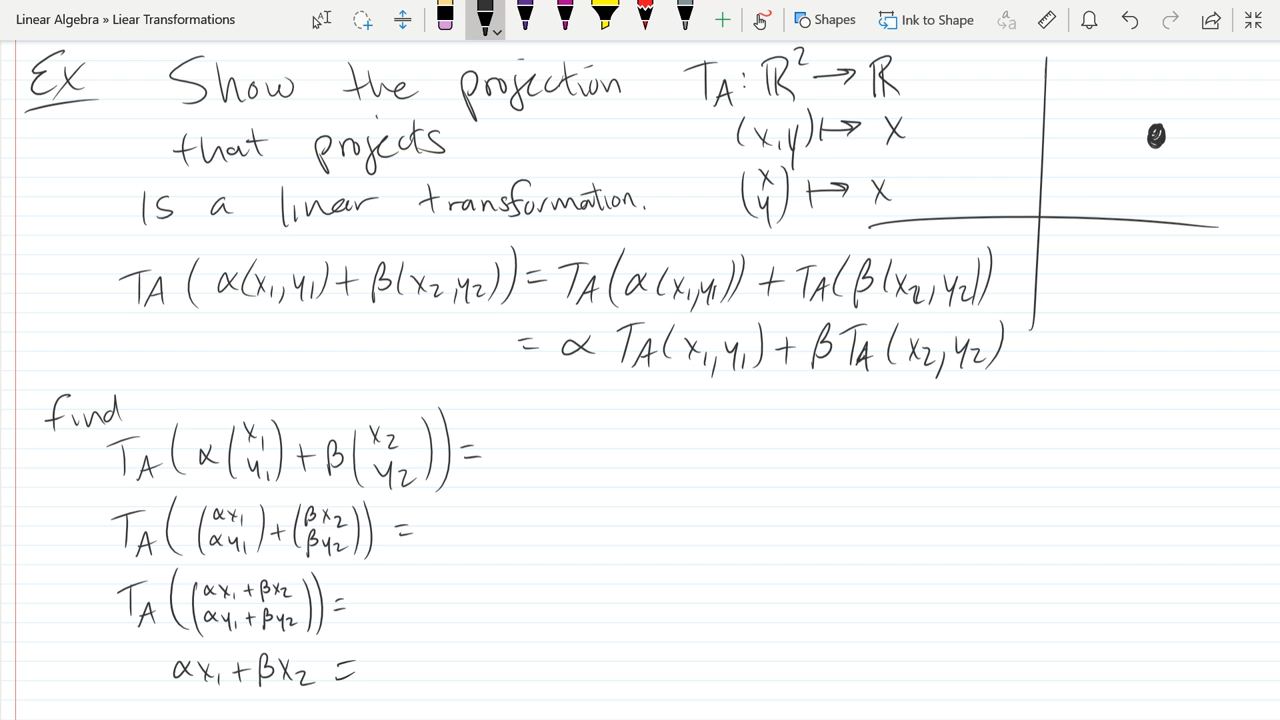 Linear Algebra » Liear Transformations
Shapes
Ink to Shape
Ex Show the projection T_A: ℝ² → ℝ
that projects (x,y) ↦ x
Is a linear transformation. (x y) ↦ x
T_A ( α(x₁,y₁) + β(x₂,y₂)) = T_A(α(x₁,y₁)) + T_A(β(x₂,y₂))
= α T_A(x₁,y₁) + β T_A(x₂,y₂)
find
T_A ( α (x₁ y₁) + β (x₂ y₂)) =
T_A ( (αx₁ αy₁) + (βx₂ βy₂)) =
T_A ((αx₁ + βx₂ αy₁ + βy₂)) =
αx₁ + βx₂ =